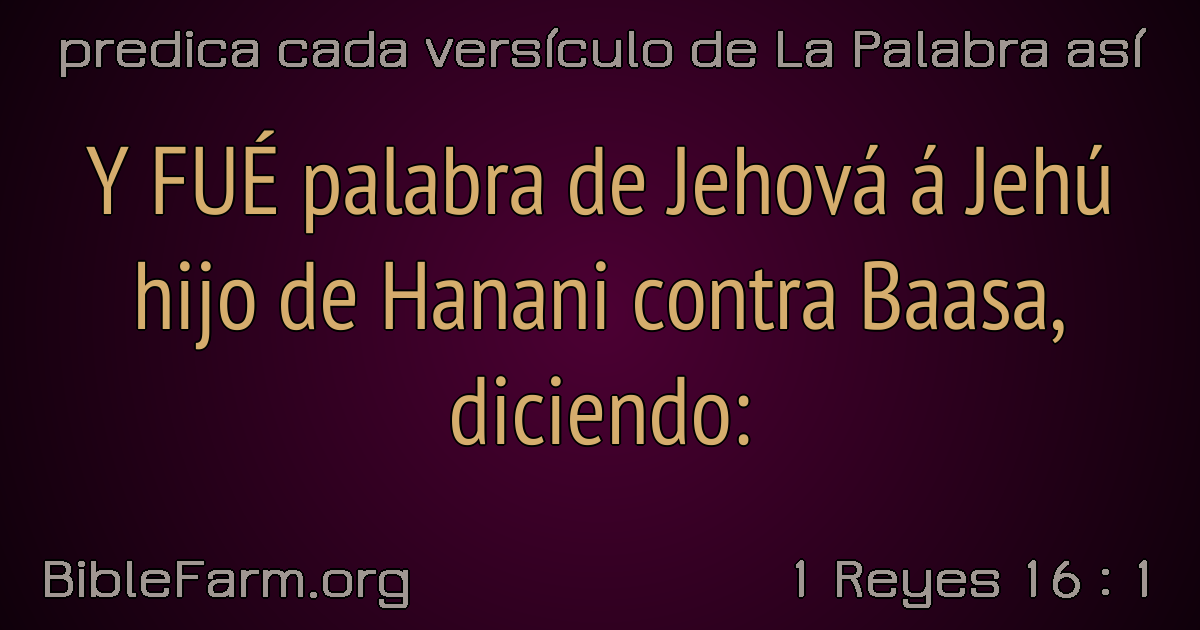 predica cada versículo de La Palabra así
Y FUÉ palabra de Jehová á Jehú
hijo de Hanani contra Baasa,
diciendo:
BibleFarm.org
1 Reyes 16 : 1